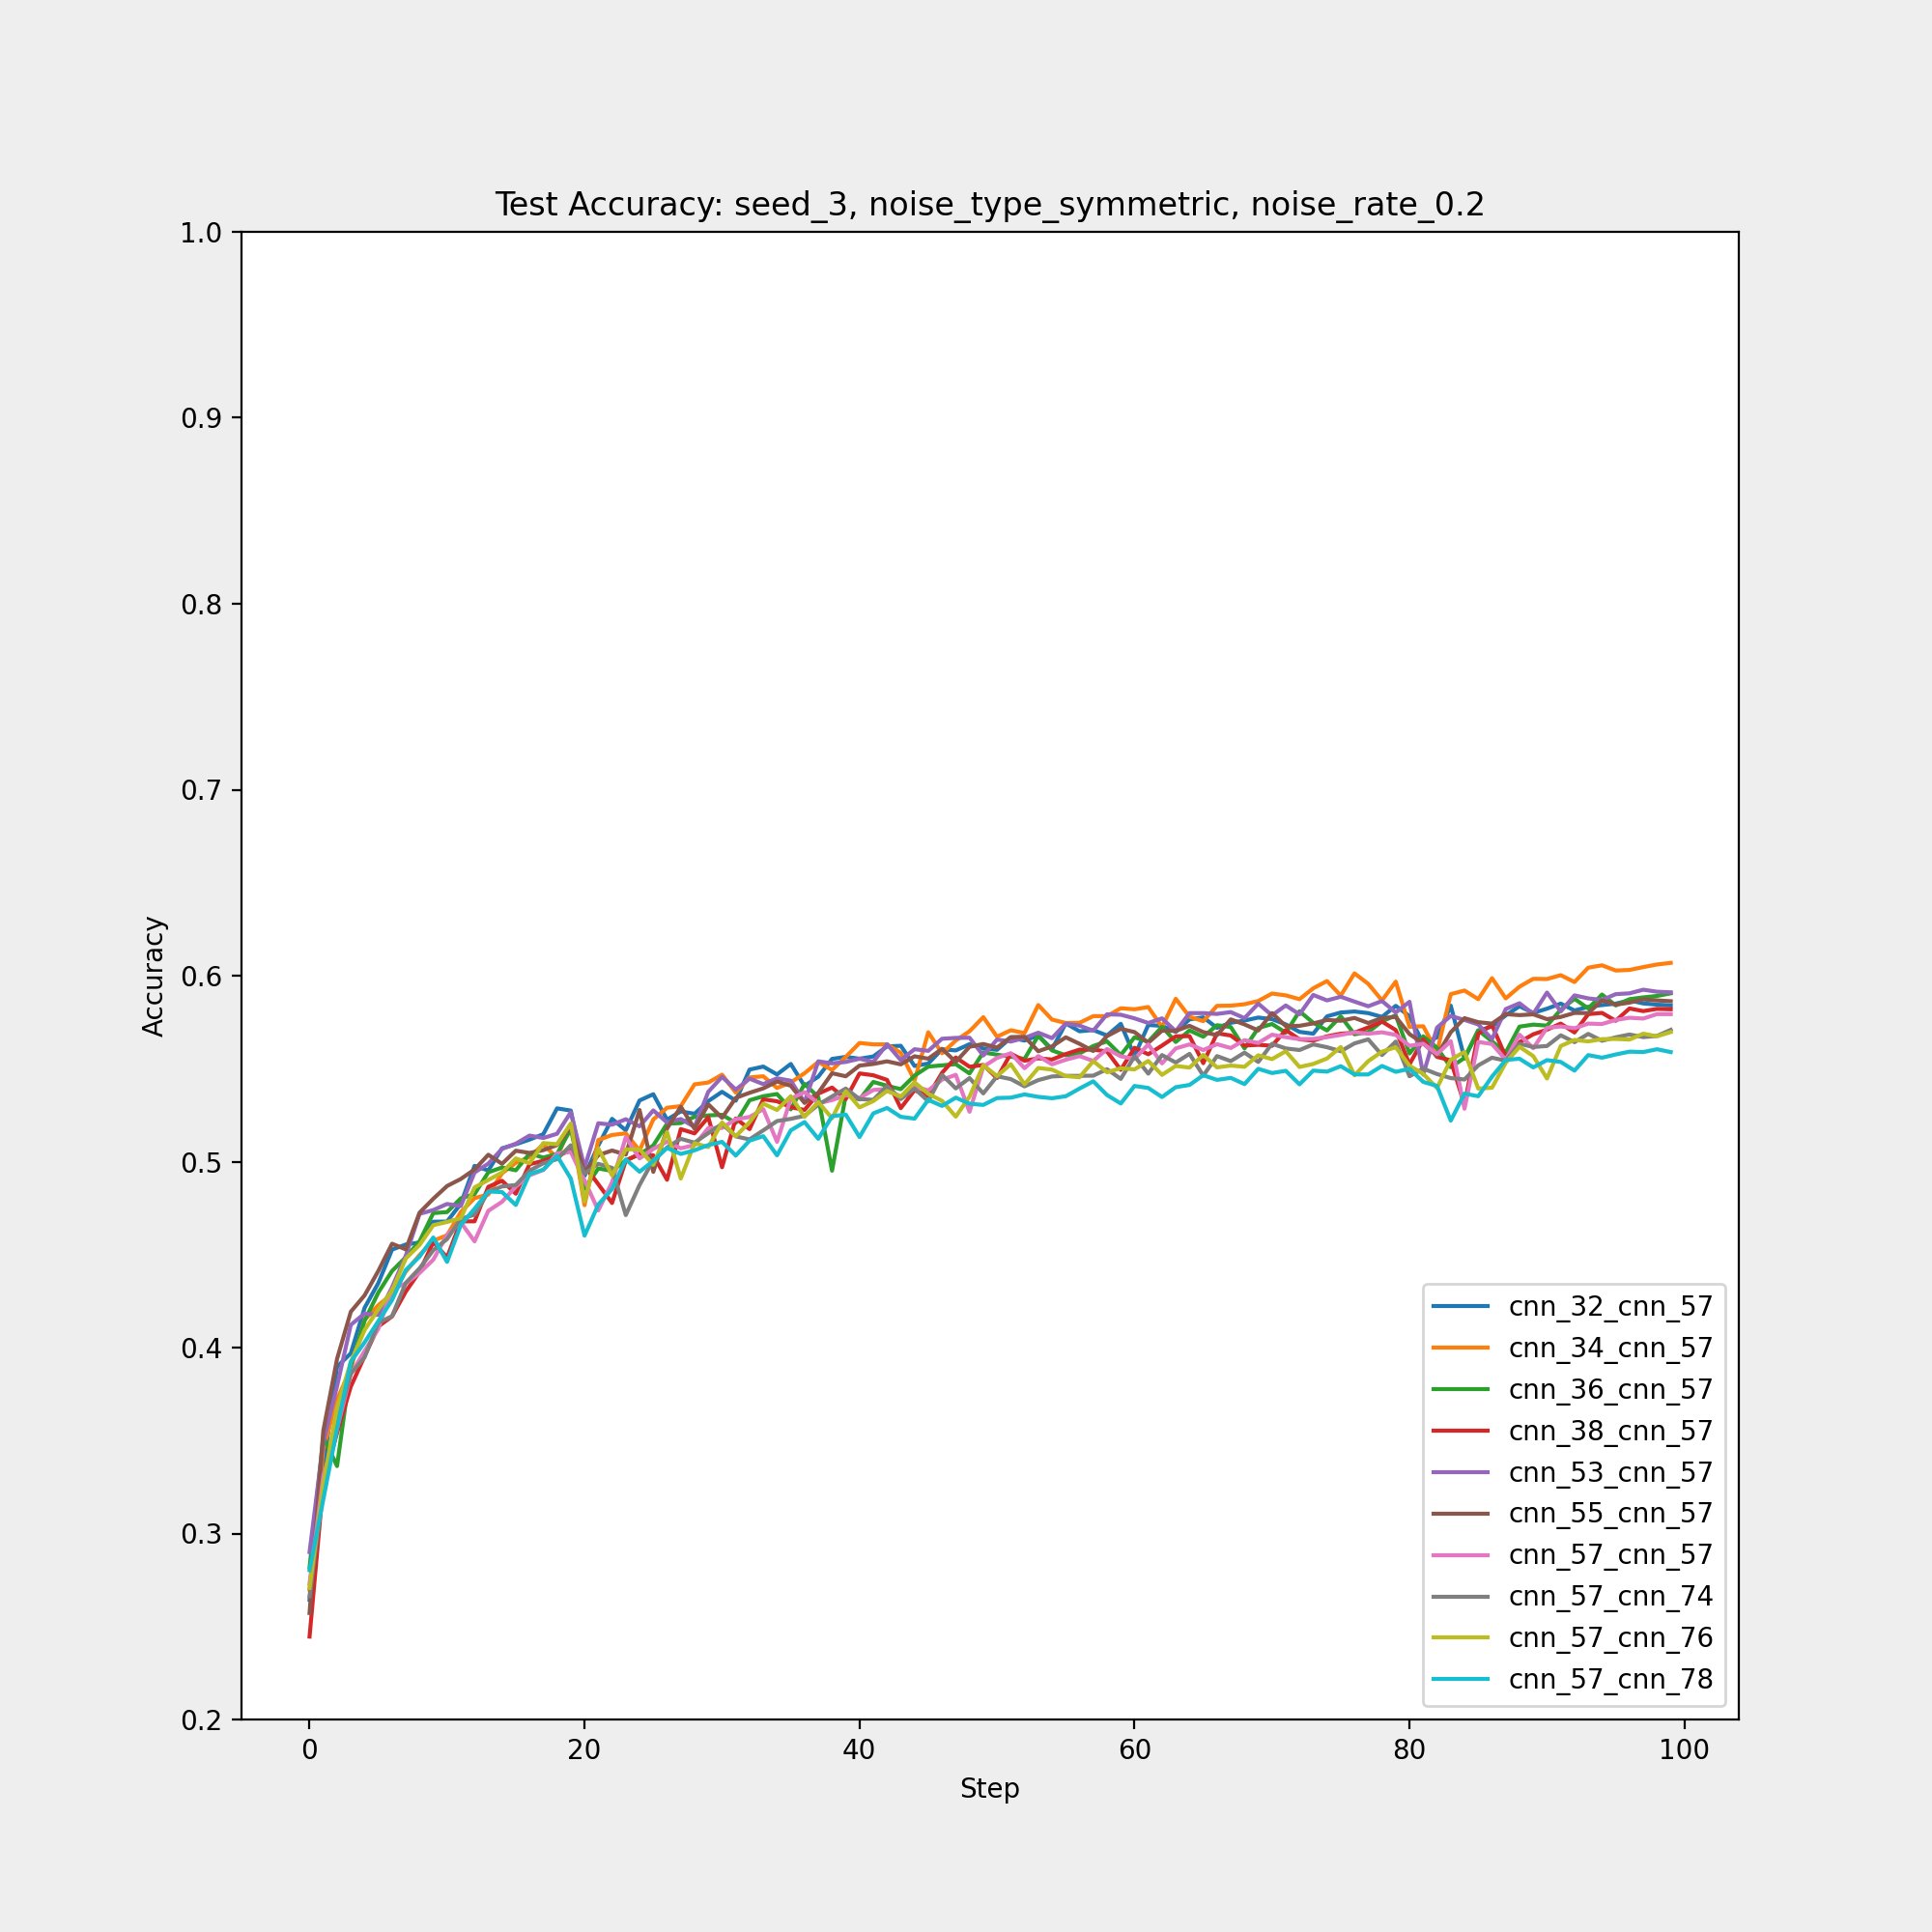 Test Accuracy: seed_3, noise_type_symmetric, noise_rate_0.2
1.0
0.9
0.8
0.7
0.6
0.5
0.4
0.3
0.2
Accuracy
cnn_32_cnn_57
cnn_34_cnn_57
cnn_36_cnn_57
cnn_38_cnn_57
cnn_53_cnn_57
cnn_55_cnn_57
cnn_57_cnn_57
cnn_57_cnn_74
cnn_57_cnn_76
cnn_57_cnn_78
0 20 40 60 80 100
Step